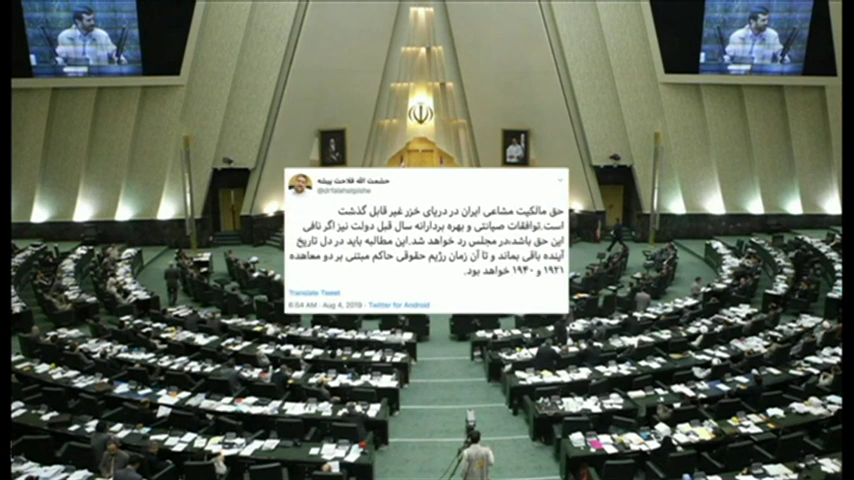 حشمت الله فلاحت پیشه
@drfalahatpishe
حق مالکیت مشاعی ایران در دریای خزر غیر قابل گذشت
است.توافقات صیانتی و بهره بردارانه سال قبل دولت نیز اگر نافی
این حق باشد،در مجلس رد خواهد شد.این مطالبه باید در دل تاریخ
آینده باقی بماند و تا آن زمان رژیم حقوقی حاکم مبتنی بر دو معاهده
۱۹۲۱ و ۱۹۴۰ خواهد بود.
Translate Tweet
6:54 AM · Aug 4, 2019 · Twitter for Android